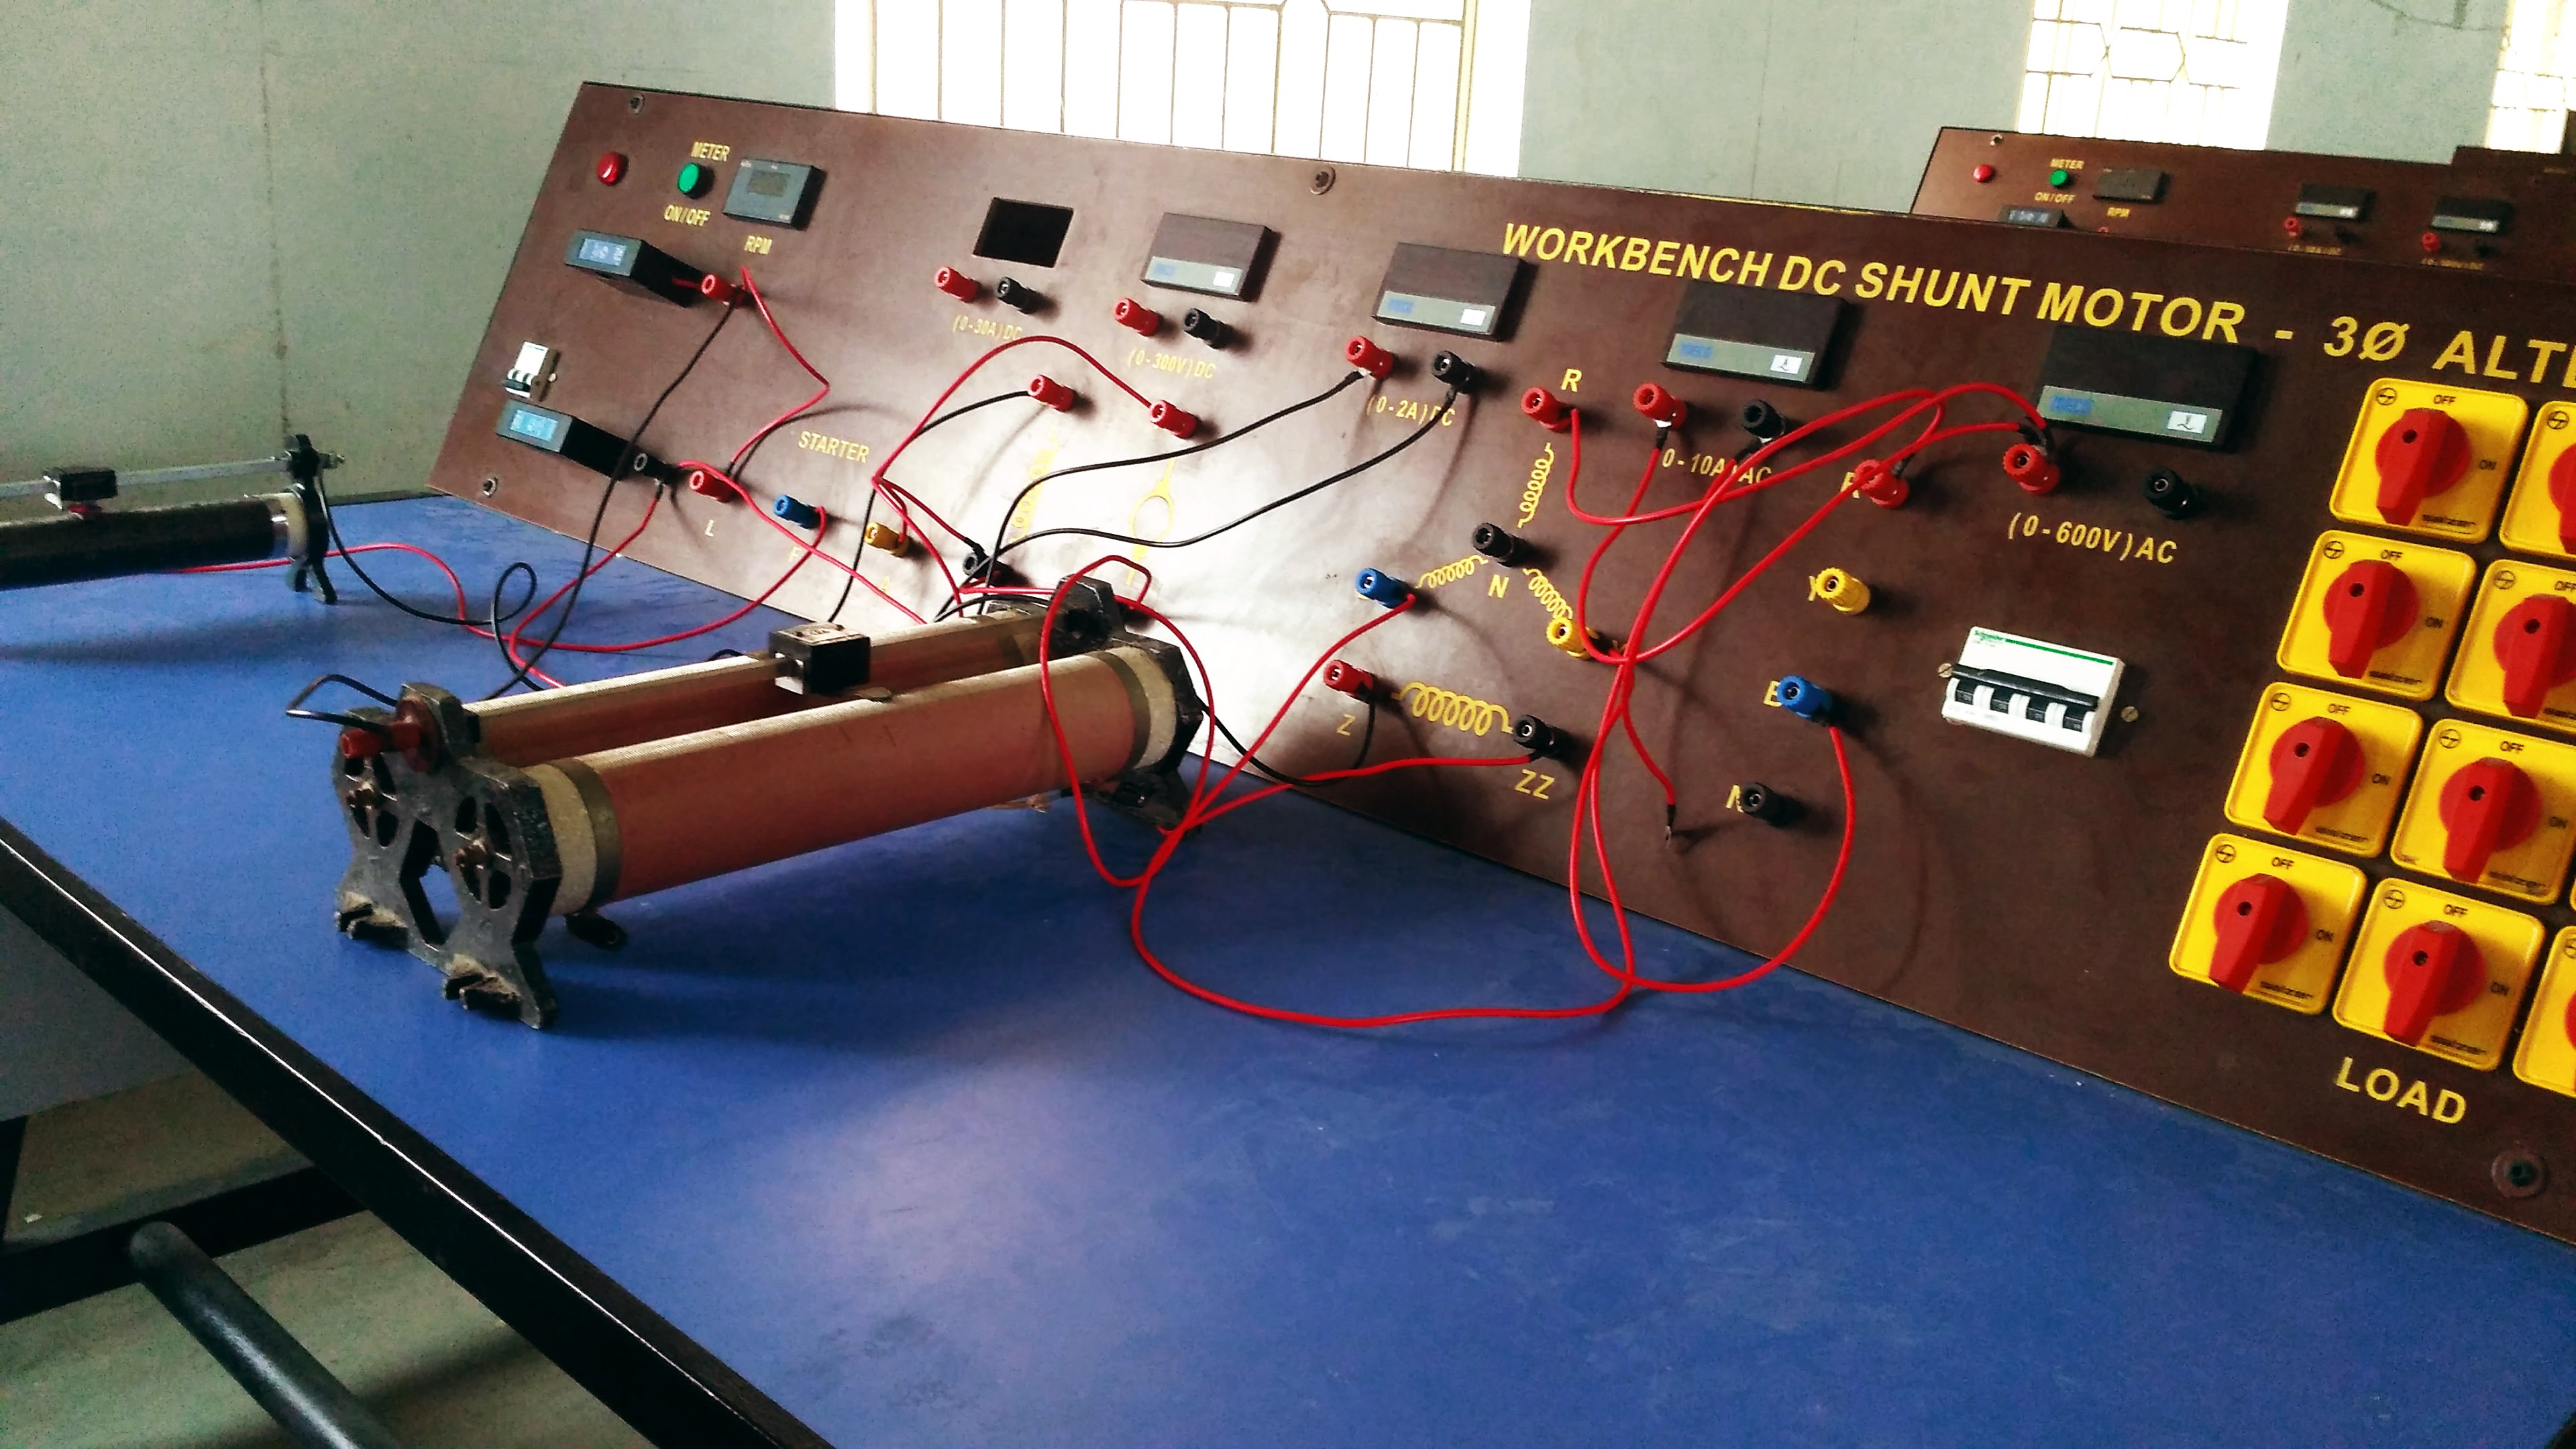 METER
ON/OFF
RPM
WORKBENCH DC SHUNT MOTOR - 3Ø ALTE
(0-30A) DC
(0-300V) DC
(0-2A) DC
0-10A) AC
(0-600V) AC
STARTER
L
F
A
R
N
Z
ZZ
R
B
N
OFF
ON
OFF
ON
OFF
OFF
ON
OFF
ON
OFF
ON
OFF
ON
LOAD
METER
ON/OFF
RPM